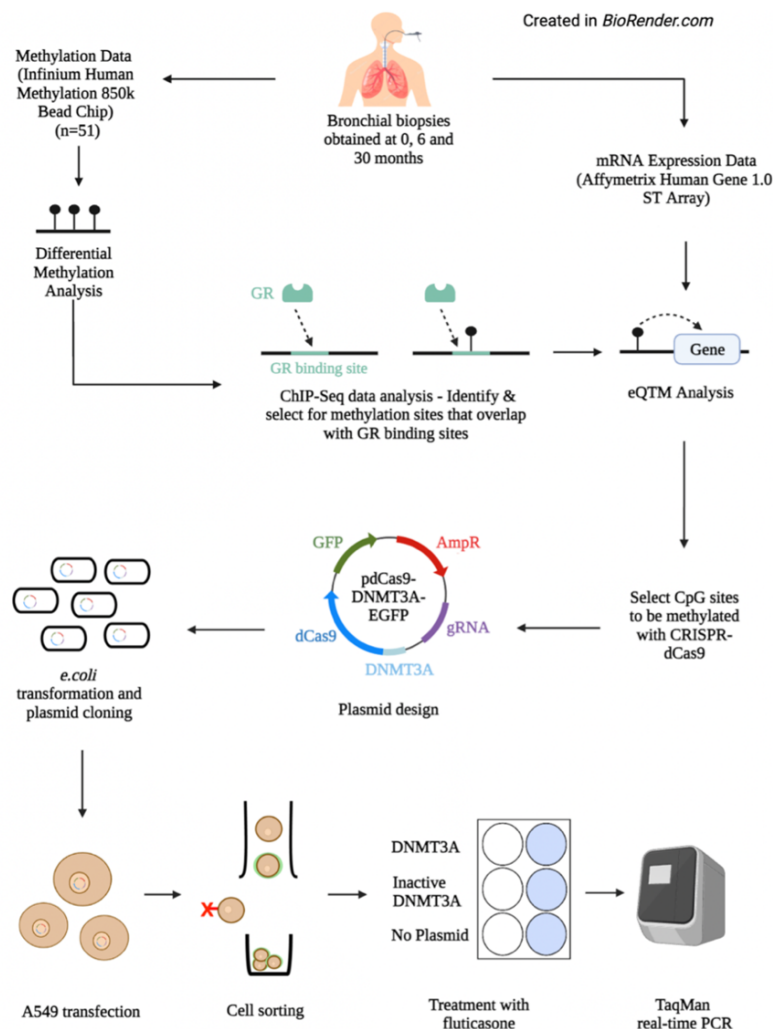 Created in BioRender.com
Methylation Data
(Infinium Human
Methylation 850k
Bead Chip)
(n=51)
Bronchial biopsies
obtained at 0, 6 and
30 months
mRNA Expression Data
(Affymetrix Human Gene 1.0
ST Array)
Differential
Methylation
Analysis
GR
GR binding site
ChIP-Seq data analysis - Identify &
select for methylation sites that overlap
with GR binding sites
Gene
eQTM Analysis
Select CpG sites
to be methylated
with CRISPR-
dCas9
GFP
AmpR
pdCas9-
DNMT3A-
EGFP
gRNA
dCas9
DNMT3A
Plasmid design
e.coli
transformation and
plasmid cloning
A549 transfection
X
Cell sorting
DNMT3A
Inactive
DNMT3A
No Plasmid
Treatment with
fluticasone
TaqMan
real-time PCR